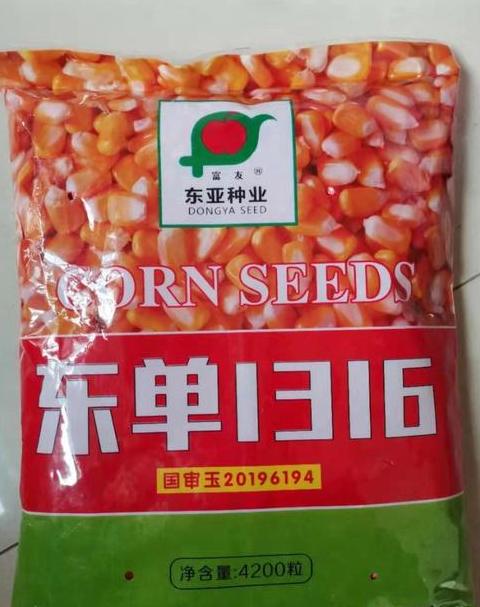 富友®
东亚种业
DONGYA SEED
CORN SEEDS
东单1316
国审玉20196194
净含量:4200粒